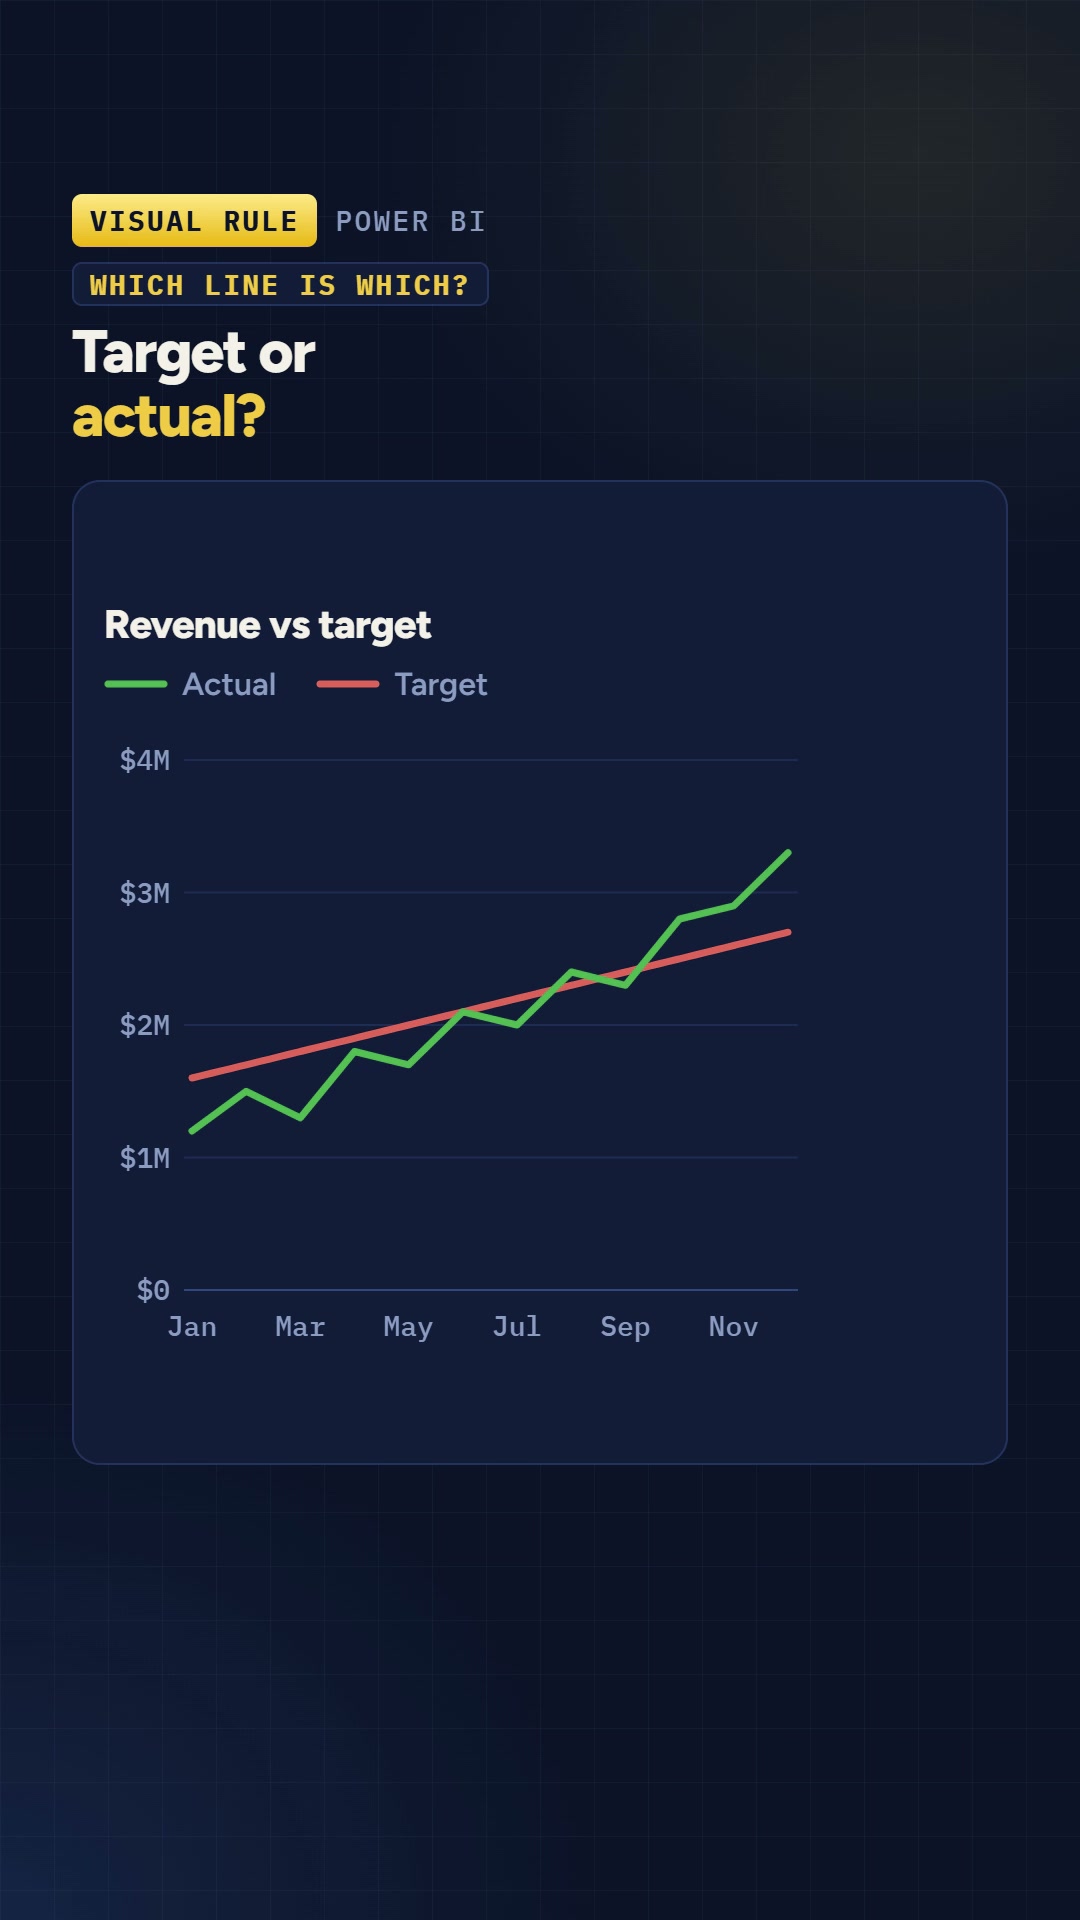 VISUAL RULE POWER BI
WHICH LINE IS WHICH?
Target or
actual?
Revenue vs target
Actual Target
$4M
$3M
$2M
$1M
$0
Jan Mar May Jul Sep Nov